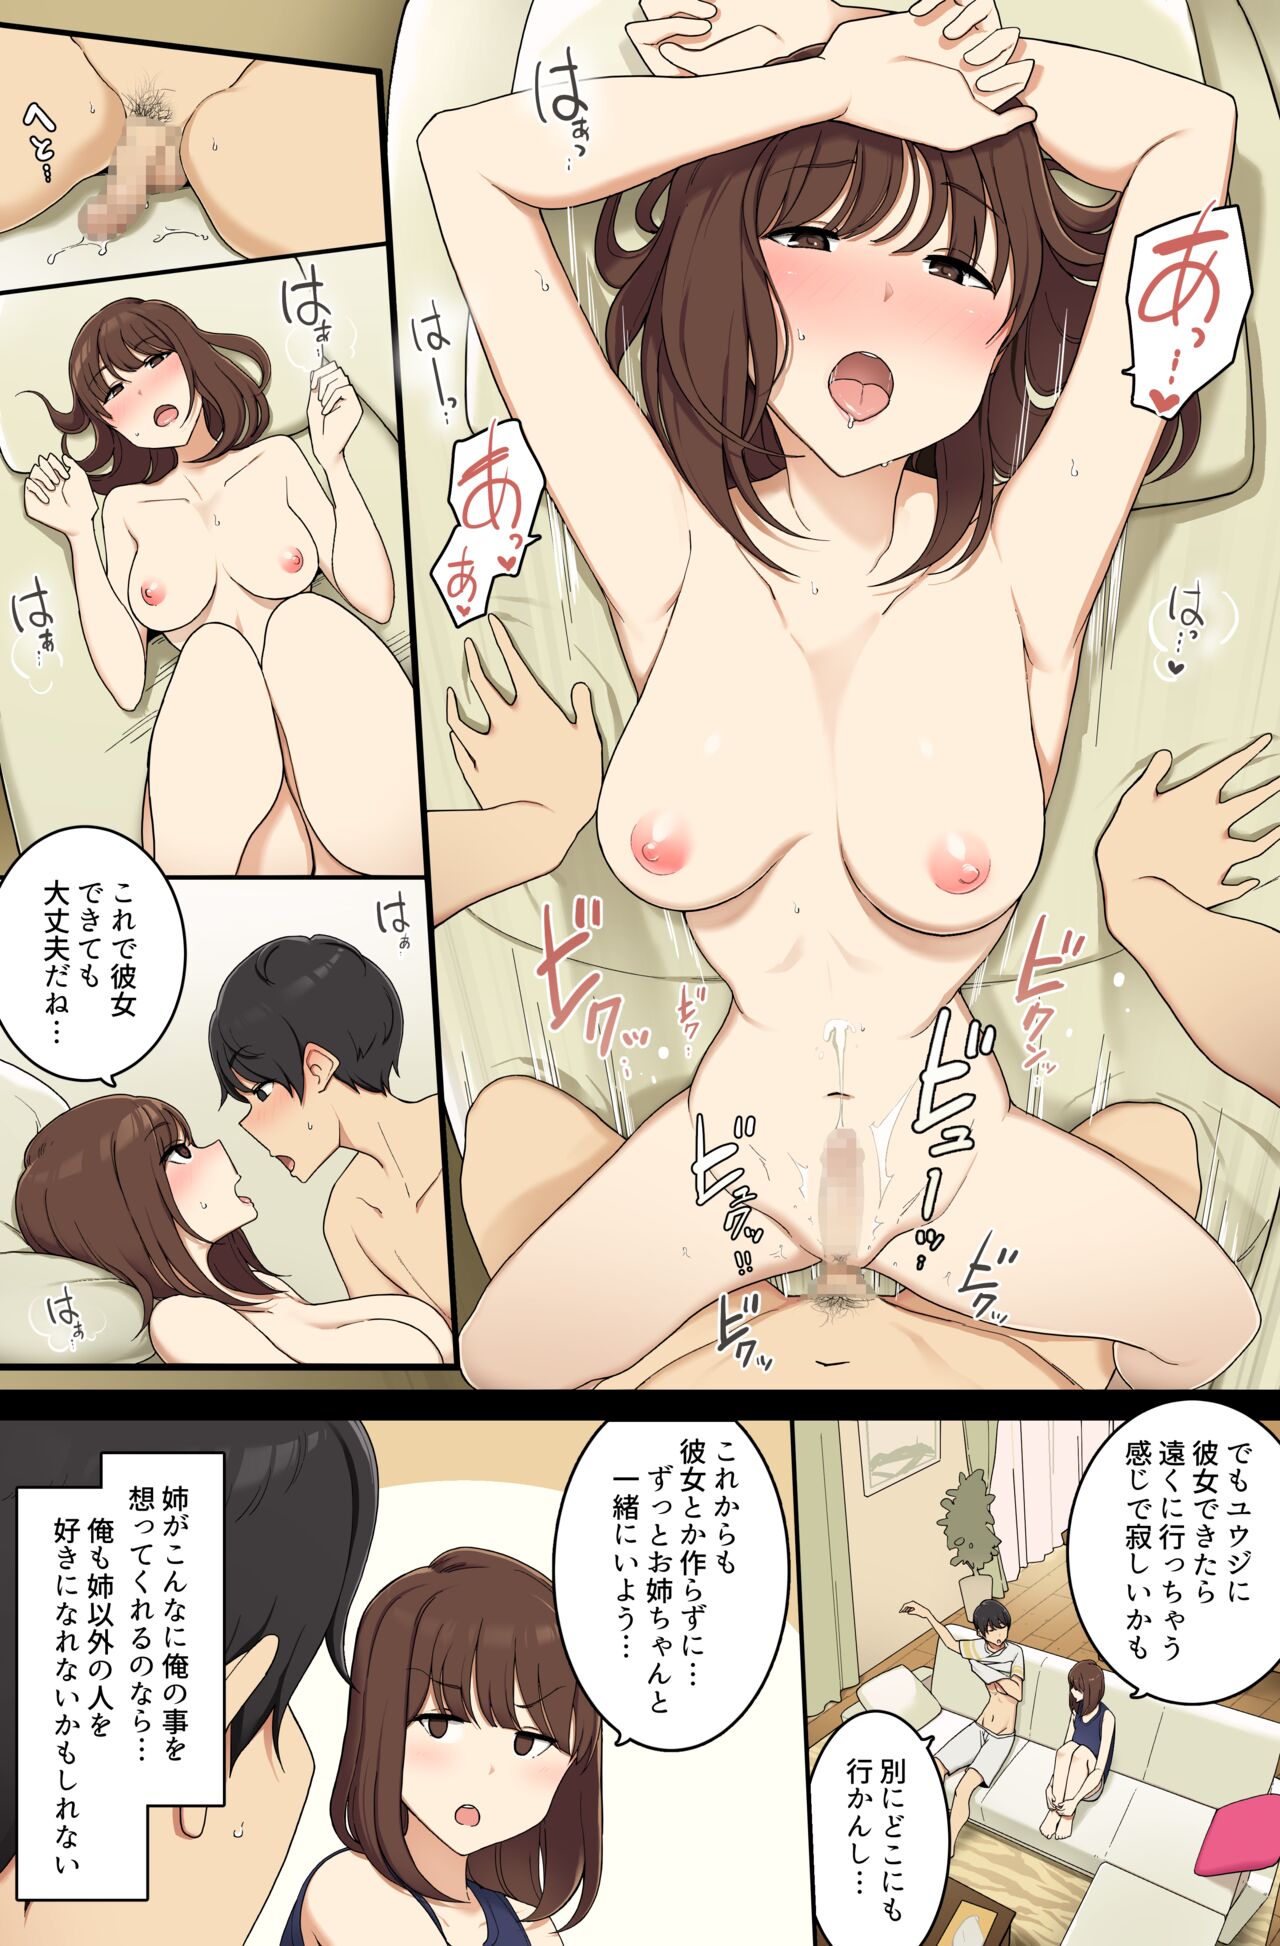 はぁっ…
あっ…♥
はーっ…
あっ♥
あ♥
はっ…♥
ビクッ
ビクッ
ビクンッ
ビュクッ!!
ビューッ…
ビクッ
ビクッ
へと…
はぁ…
はぁ…
はぁ…
これで彼女
できても
大丈夫だね…
はぁ…
でもユウジに
彼女できたら
遠くに行っちゃう
感じで寂しいかも
別にどこにも
行かんし…
これからも
彼女とか作らずに…
ずっとお姉ちゃんと
一緒にいよう…
姉がこんなに俺の事を
想ってくれるのなら…
俺も姉以外の人を
好きになれないかもしれない